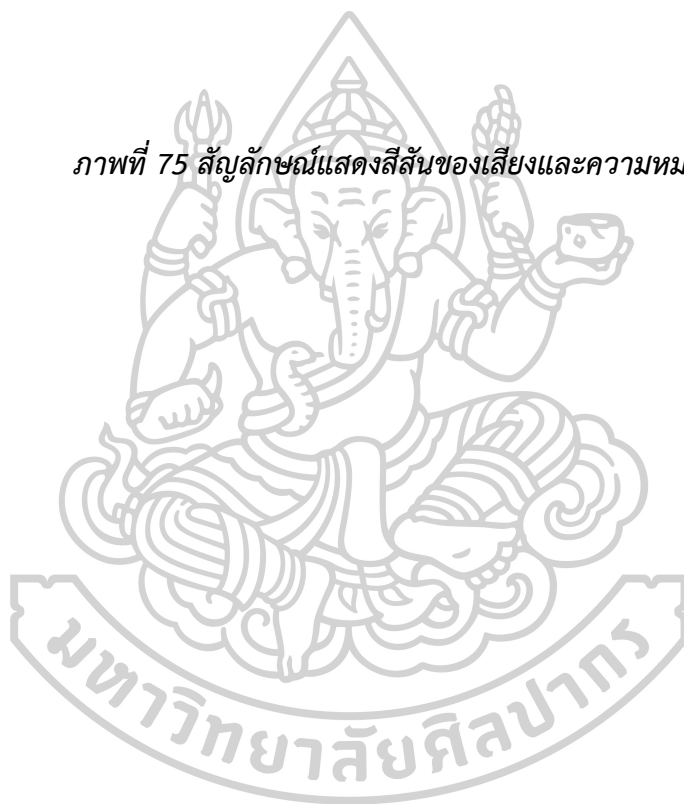 ภาพที่ 75 สัญลักษณ์แสดงสีสันของเสียงและความหม
มหาวิทยาลัยศิลปากร